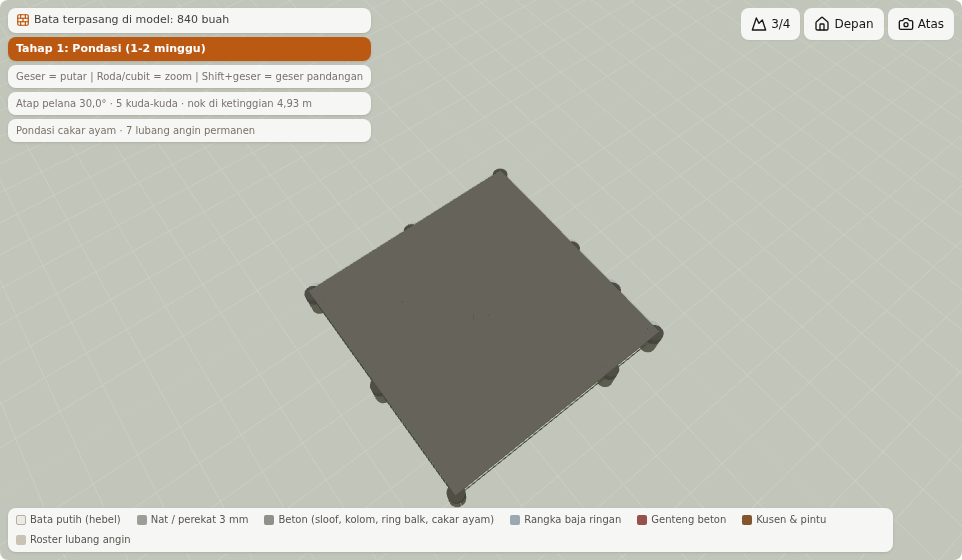 Bata terpasang di model: 840 buah
Tahap 1: Pondasi (1-2 minggu)
Geser = putar | Roda/cubit = zoom | Shift+geser = geser pandangan
Atap pelana 30,0° · 5 kuda-kuda · nok di ketinggian 4,93 m
Pondasi cakar ayam · 7 lubang angin permanen
3/4 Depan Atas
Bata putih (hebel) Nat / perekat 3 mm Beton (sloof, kolom, ring balk, cakar ayam) Rangka baja ringan Genteng beton Kusen & pintu
Roster lubang angin